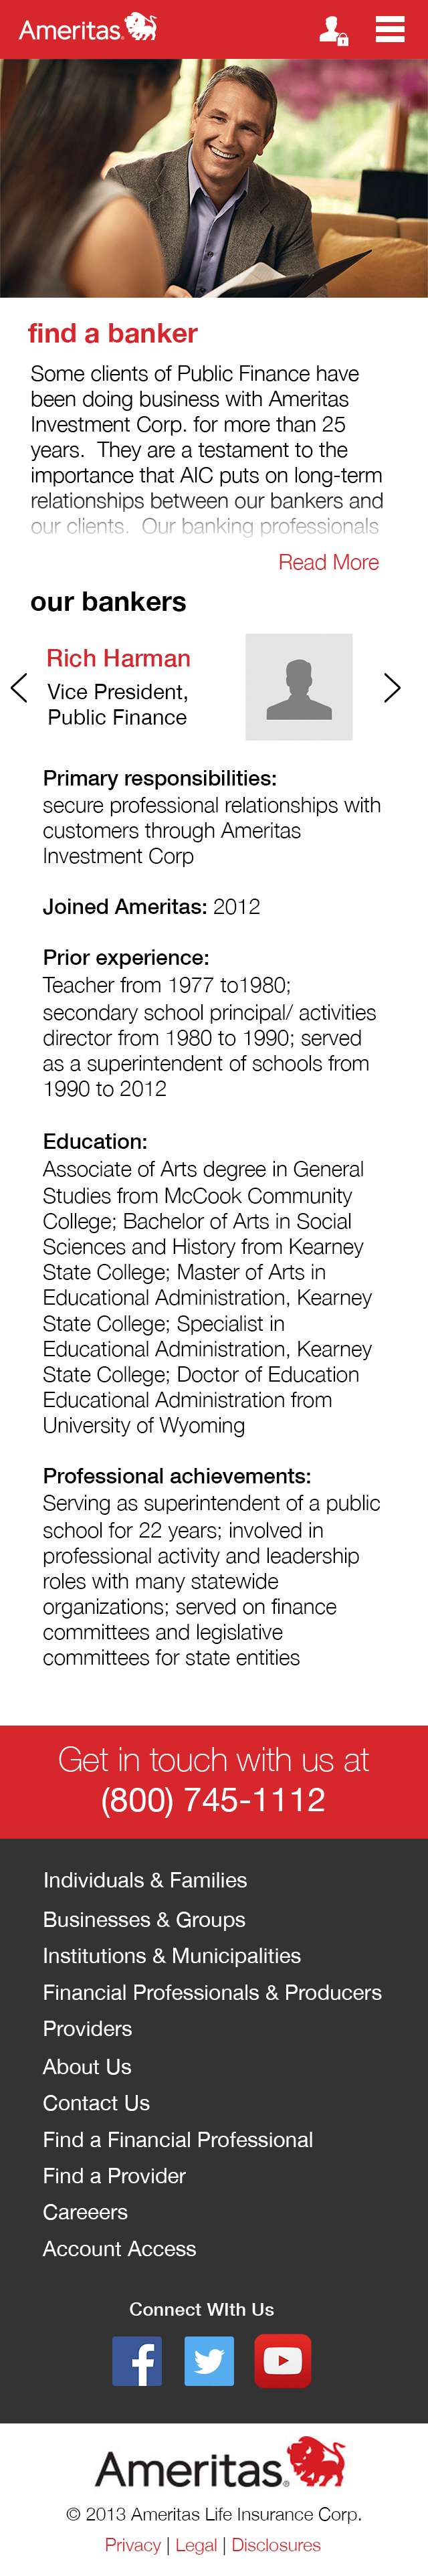 Ameritas
find a banker
Some clients of Public Finance have
been doing business with Ameritas
Investment Corp. for more than 25
years.  They are a testament to the
importance that AIC puts on long-term
relationships between our bankers and
our clients.  Our banking professionals
Read More
our bankers
Rich Harman
Vice President,
Public Finance
Primary responsibilities:
secure professional relationships with
customers through Ameritas
Investment Corp
Joined Ameritas: 2012
Prior experience:
Teacher from 1977 to1980;
secondary school principal/ activities
director from 1980 to 1990; served
as a superintendent of schools from
1990 to 2012
Education:
Associate of Arts degree in General
Studies from McCook Community
College; Bachelor of Arts in Social
Sciences and History from Kearney
State College; Master of Arts in
Educational Administration, Kearney
State College; Specialist in
Educational Administration, Kearney
State College; Doctor of Education
Educational Administration from
University of Wyoming
Professional achievements:
Serving as superintendent of a public
school for 22 years; involved in
professional activity and leadership
roles with many statewide
organizations; served on finance
committees and legislative
committees for state entities
Get in touch with us at
(800) 745-1112
Individuals & Families
Businesses & Groups
Institutions & Municipalities
Financial Professionals & Producers
Providers
About Us
Contact Us
Find a Financial Professional
Find a Provider
Careeers
Account Access
Connect WIth Us
Ameritas®
© 2013 Ameritas Life Insurance Corp.
Privacy | Legal | Disclosures